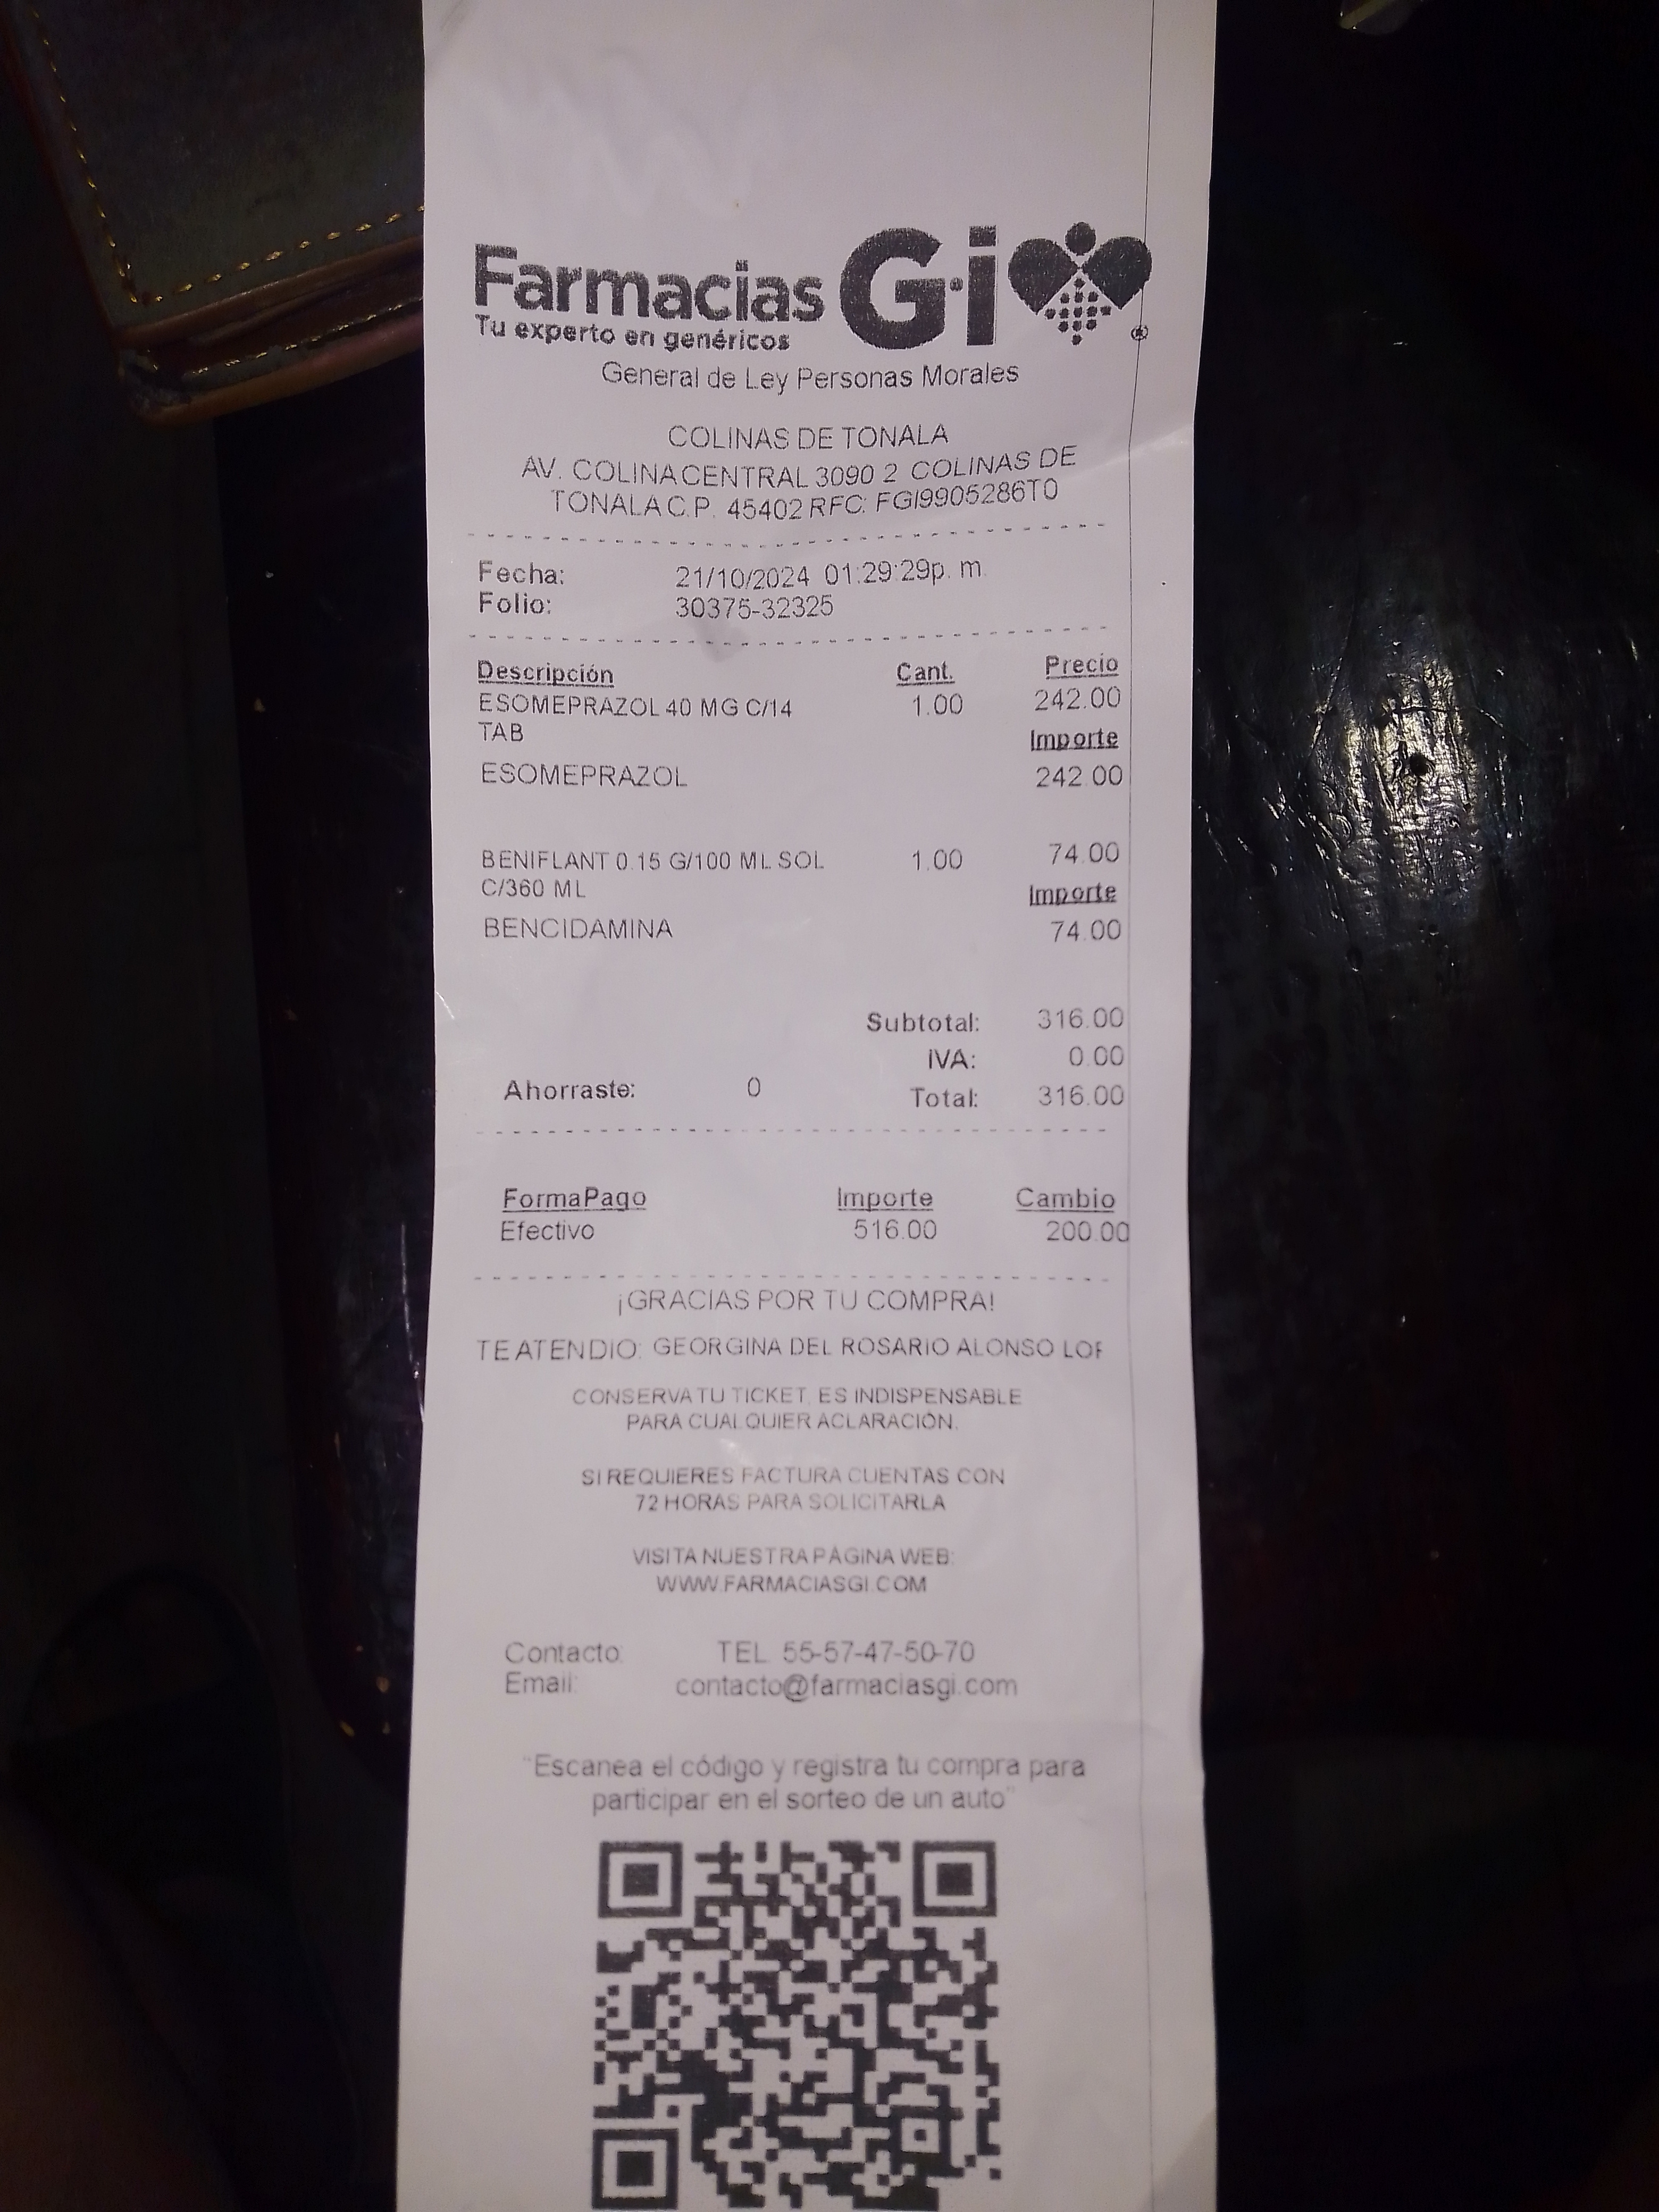 Farmacias Gi
Tu experto en genéricos
General de Ley Personas Morales
COLINAS DE TONALA
AV. COLINA CENTRAL 3090 2 COLINAS DE
TONALA C.P. 45402 RFC: FGI9905286T0
Fecha: 21/10/2024 01:29:29p. m.
Folio: 30375-32325
Descripción Cant. Precio
ESOMEPRAZOL 40 MG C/14 1.00 242.00
TAB Importe
ESOMEPRAZOL 242.00
BENIFLANT 0.15 G/100 ML SOL 1.00 74.00
C/360 ML Importe
BENCIDAMINA 74.00
Subtotal: 316.00
IVA: 0.00
Ahorraste: 0 Total: 316.00
FormaPago Importe Cambio
Efectivo 516.00 200.00
¡GRACIAS POR TU COMPRA!
TE ATENDIO: GEORGINA DEL ROSARIO ALONSO
CONSERVA TU TICKET, ES INDISPENSABLE
PARA CUALQUIER ACLARACIÓN.
SI REQUIERES FACTURA CUENTAS CON
72 HORAS PARA SOLICITARLA
VISITA NUESTRA PÁGINA WEB:
WWW.FARMACIASGI.COM
Contacto: TEL. 55-57-47-50-70
Email: contacto@farmaciasgi.com
"Escanea el código y registra tu compra para
participar en el sorteo de un auto"